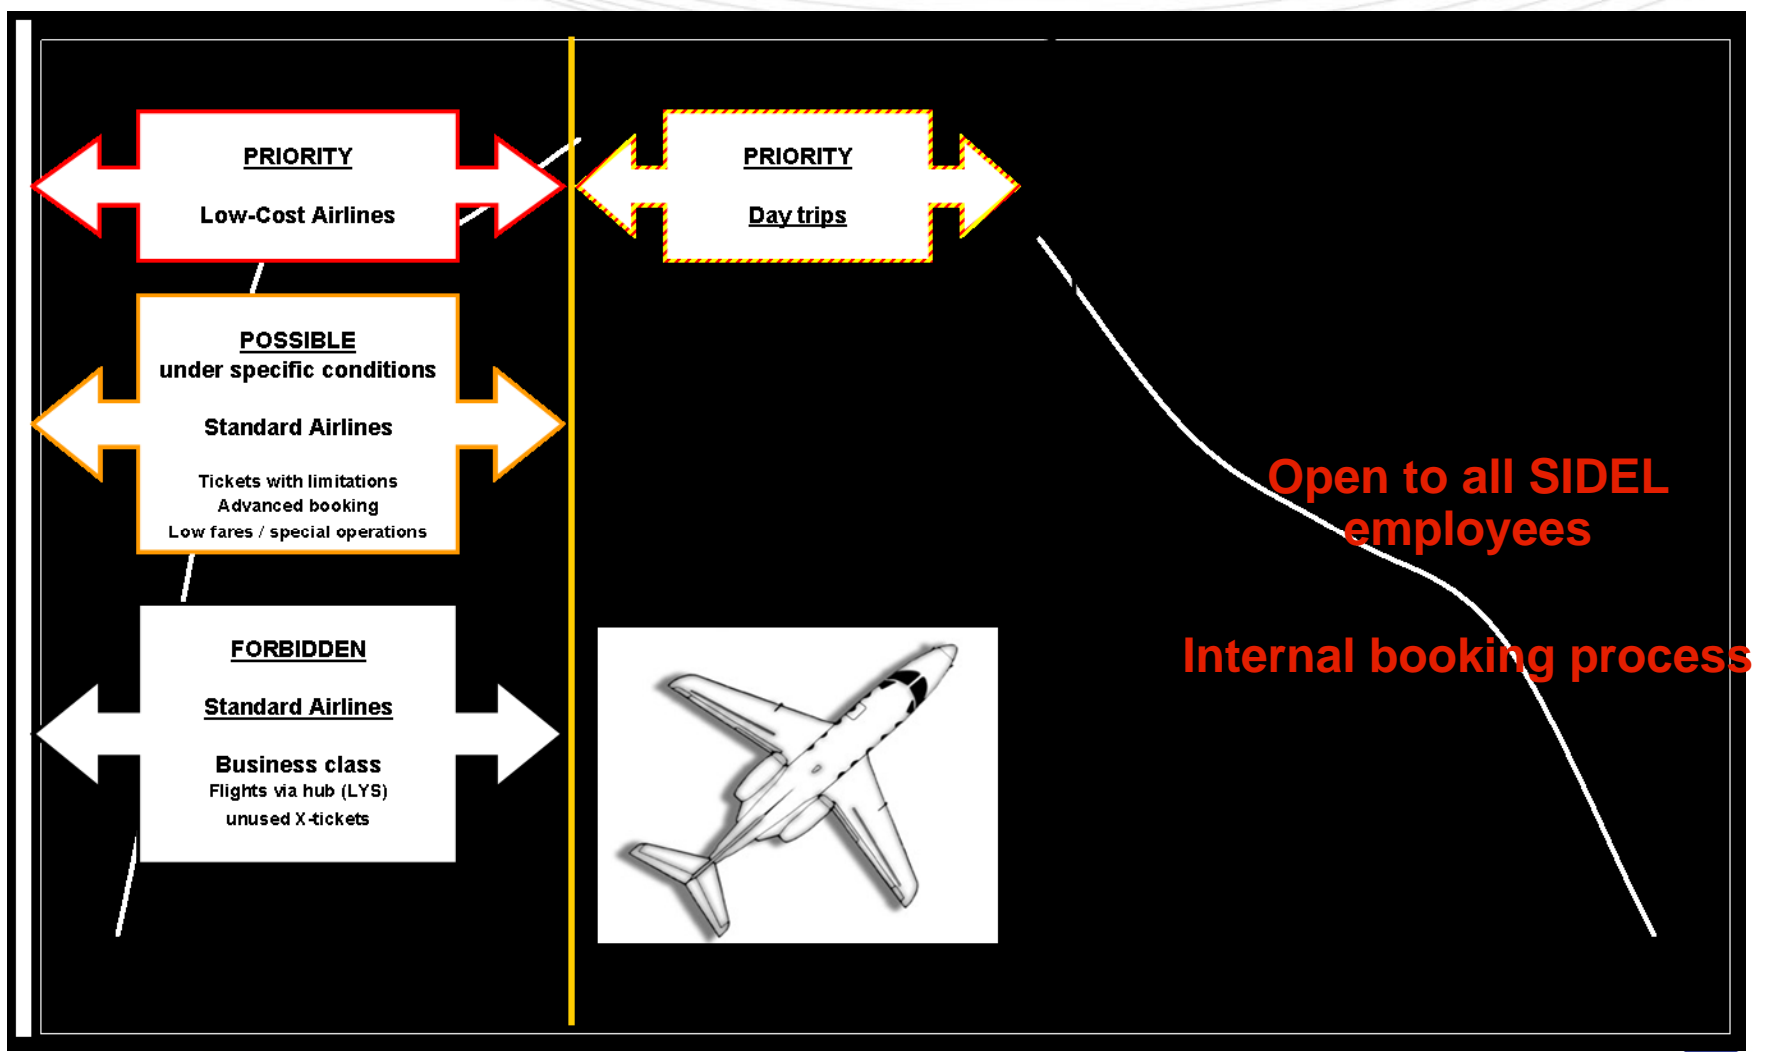 PRIORITY
Low-Cost Airlines
POSSIBLE
under specific conditions
Standard Airlines
Tickets with limitations
Advanced booking
Low fares / special operations
FORBIDDEN
Standard Airlines
Business class
Flights via hub (LYS)
unused X-tickets
PRIORITY
Day trips
Open to all SIDEL
employees
Internal booking process